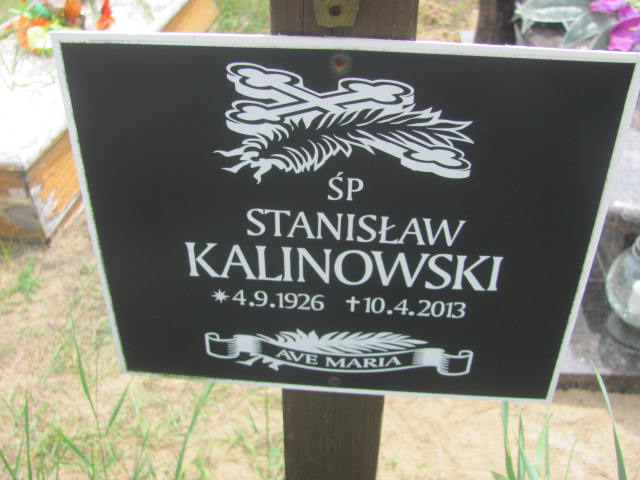 ŚP
STANISŁAW
KALINOWSKI
*4.9.1926 †10.4.2013
AVE MARIA